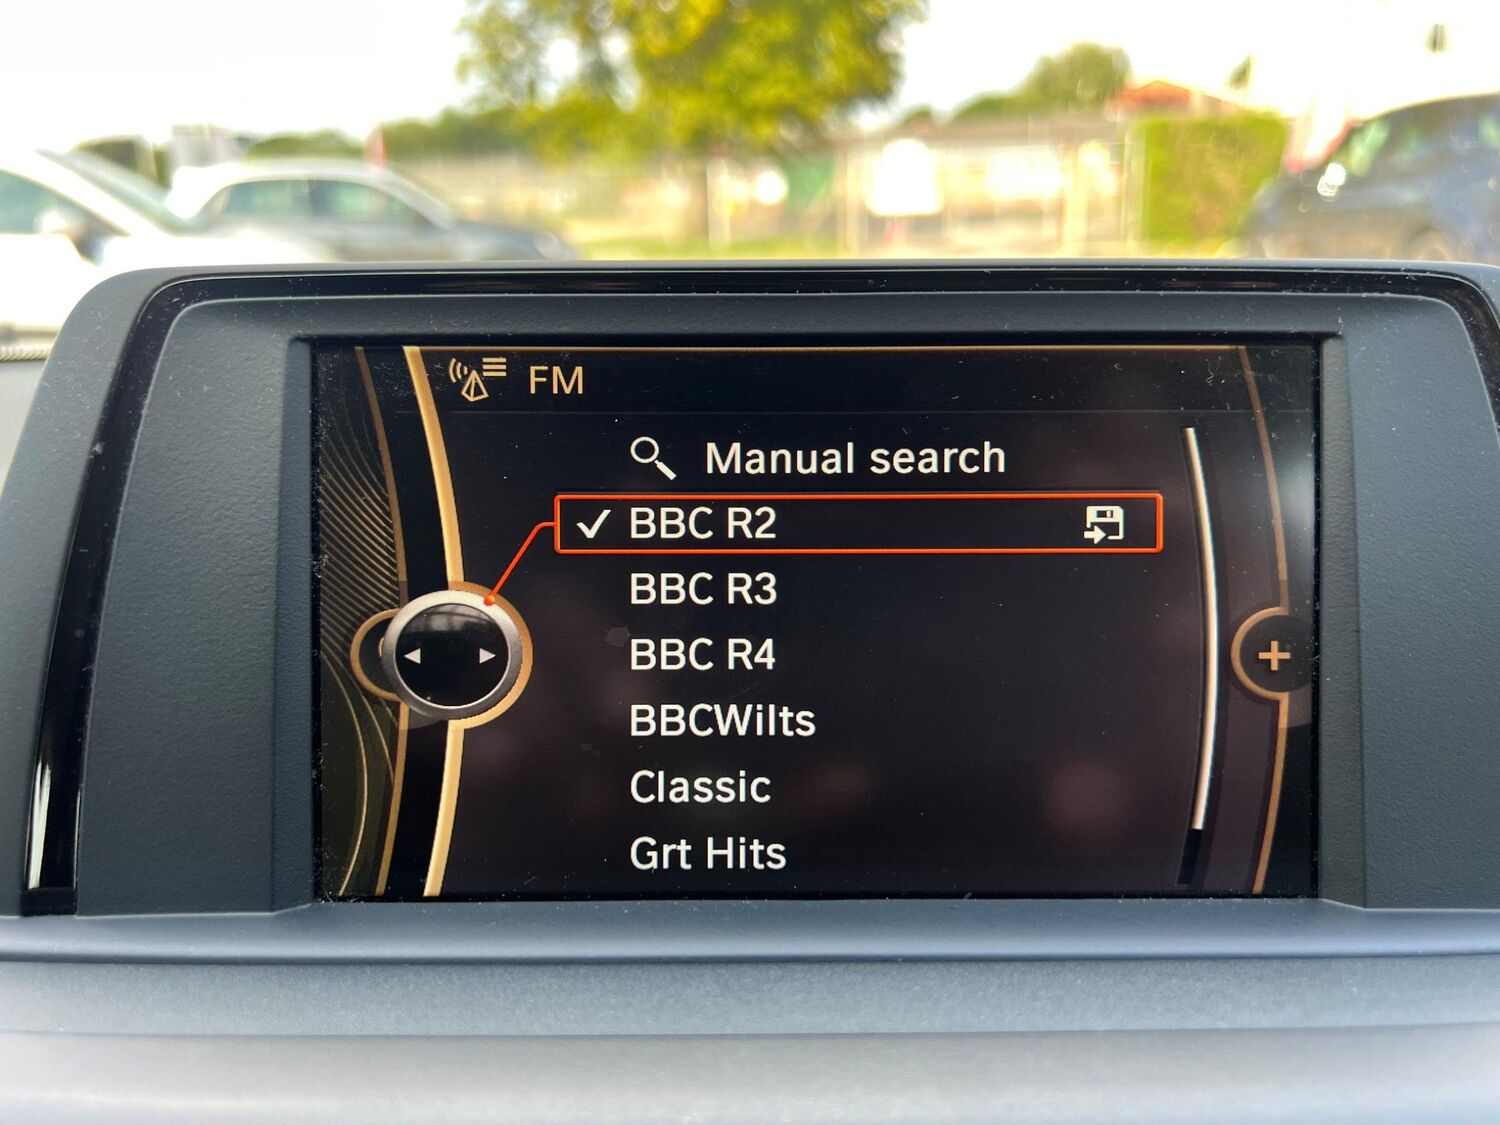 FM
Manual search
BBC R2
BBC R3
BBC R4
BBCWilts
Classic
Grt Hits